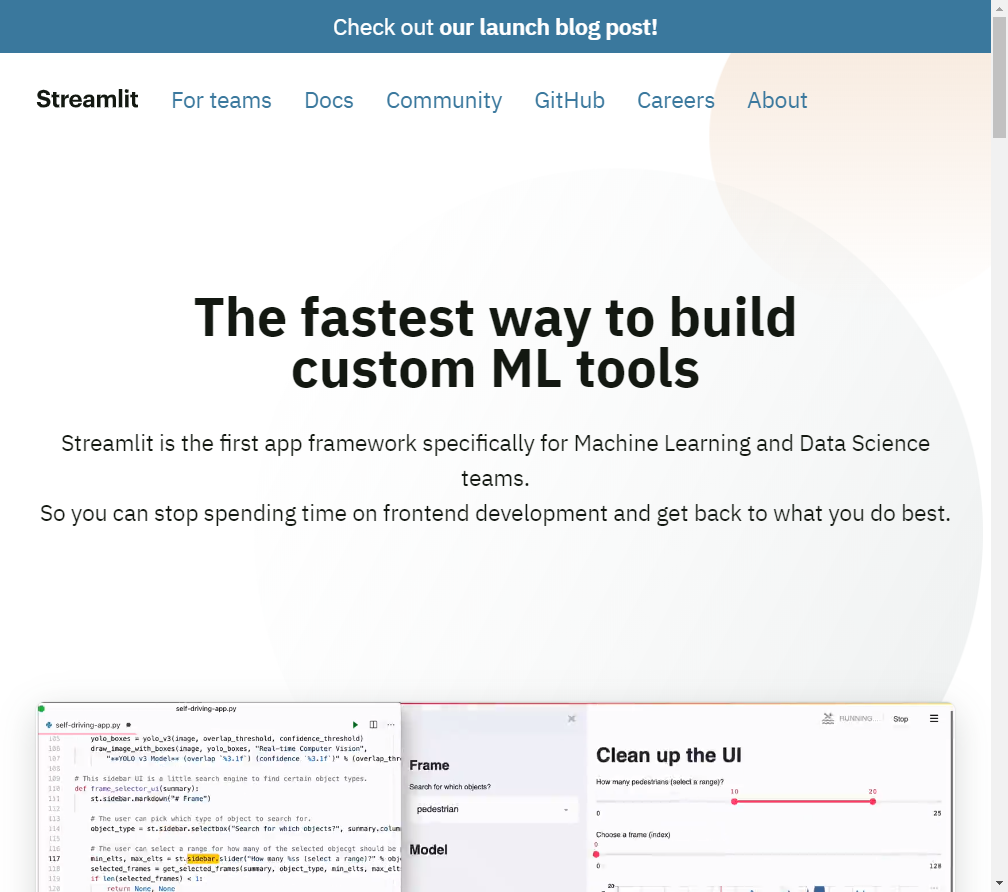 Check out our launch blog post!
Streamlit For teams Docs Community GitHub Careers About
The fastest way to build
custom ML tools
Streamlit is the first app framework specifically for Machine Learning and Data Science
teams.
So you can stop spending time on frontend development and get back to what you do best.
self-driving-app.py
self-driving-app.py
105 yolo_boxes = yolo_v3(image, overlap_threshold, confidence_threshold)
106 draw_image_with_boxes(image, yolo_boxes, "Real-time Computer Vision",
107 "**YOLO v3 Model** (overlap `%3.1f`) (confidence `%3.1f`)" % (overlap_thre
108
109 # This sidebar UI is a little search engine to find certain object types.
110 def frame_selector_ui(summary):
111 st.sidebar.markdown("# Frame")
112
113 # The user can pick which type of object to search for.
114 object_type = st.sidebar.selectbox("Search for which objects?", summary.colum
115
116 # The user can select a range for how many of the selected objecgt should be
117 min_elts, max_elts = st.sidebar.slider("How many %ss (select a range)?" % obj
118 selected_frames = get_selected_frames(summary, object_type, min_elts, max_elt
119 if len(selected_frames) < 1:
120 return None, None
Frame
Search for which objects?
pedestrian
Model
RUNNING... Stop
Clean up the UI
How many pedestrians (select a range)?
10 20
0 25
Choose a frame (index)
0
0 128
20